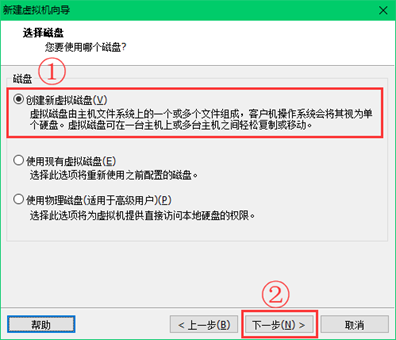 新建虚拟机向导
选择磁盘
您要使用哪个磁盘?
①
磁盘
创建新虚拟磁盘(V)
虚拟磁盘由主机文件系统上的一个或多个文件组成，客户机操作系统会将其视为单
个硬盘。虚拟磁盘可在一台主机上或多台主机之间轻松复制或移动。
使用现有虚拟磁盘(E)
选择此选项将重新使用之前配置的磁盘。
使用物理磁盘(适用于高级用户)(P)
选择此选项将为虚拟机提供直接访问本地硬盘的权限。
②
帮助
< 上一步(B)
下一步(N) >
取消